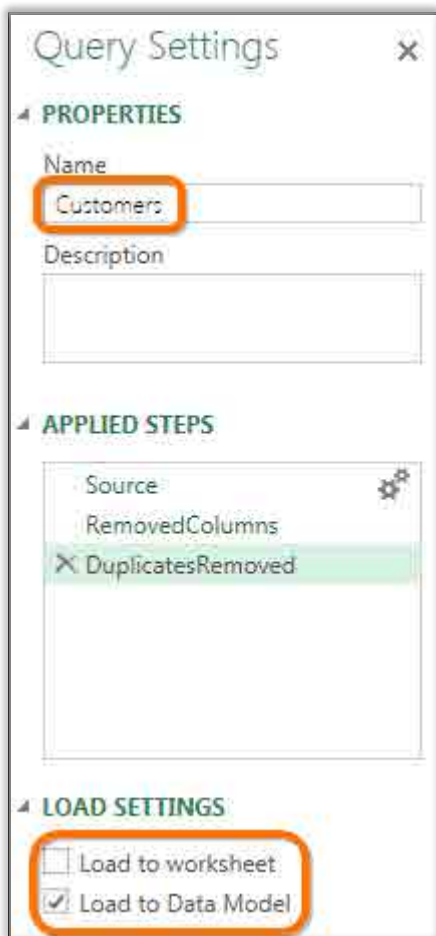 Query Settings
PROPERTIES
Name
Customers
Description
APPLIED STEPS
Source
RemovedColumns
DuplicatesRemoved
LOAD SETTINGS
Load to worksheet
Load to Data Model